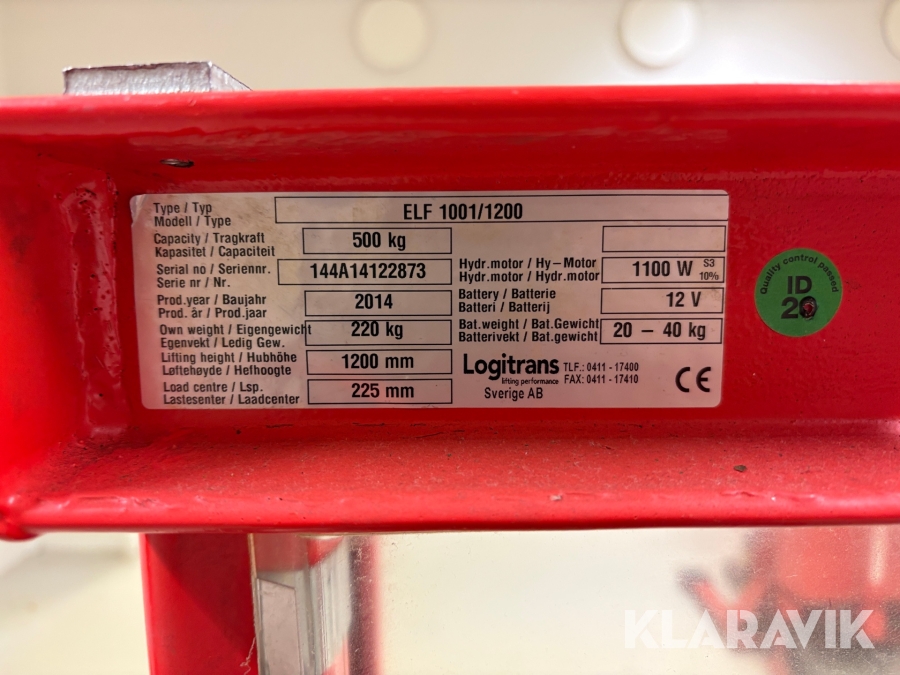 KLARAVIK
Type / Typ
Modell / Type
ELF 1001/1200
Capacity / Tragkraft
Kapasitet / Capaciteit
500 kg
Serial no / Seriennr.
Serie nr / Nr.
144A14122873
Hydr.motor / Hy–Motor
Hydr.motor / Hydr.motor
1100 W S3 10%
Prod.year / Baujahr
Prod. år / Prod.jaar
2014
Battery / Batterie
Batteri / Batterij
12 V
Own weight / Eigengewicht
Egenvekt / Ledig Gew.
220 kg
Bat.weight / Bat.Gewicht
Batterivekt / Bat.gewicht
20 – 40 kg
Lifting height / Hubhöhe
Løftehøyde / Hefhoogte
1200 mm
Load centre / Lsp.
Lastesenter / Laadcenter
225 mm
Logitrans
lifting performance
Sverige AB
TLF.: 0411 - 17400
FAX: 0411 - 17410
CE
Quality control passed
ID
KLARAVIK